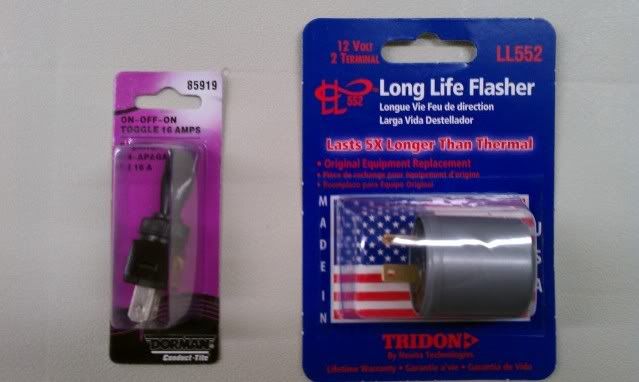 85919
ON-OFF-ON
TOGGLE 16 AMPS
-APAGA
16 A
DORMAN
Conduct-Tite
12 VOLT
2 TERMINAL
LL552
LL 552
Long Life Flasher
Longue Vie Feu de direction
Larga Vida Destellador
Lasts 5X Longer Than Thermal
• Original Equipment Replacement
• Pièce de rechange pour équipement d'origine
• Reemplazo para Equipo Original
MADE IN
USA
TRIDON
By Newtra Technologies
Lifetime Warranty • Garantie à vie • Garantía de Vida